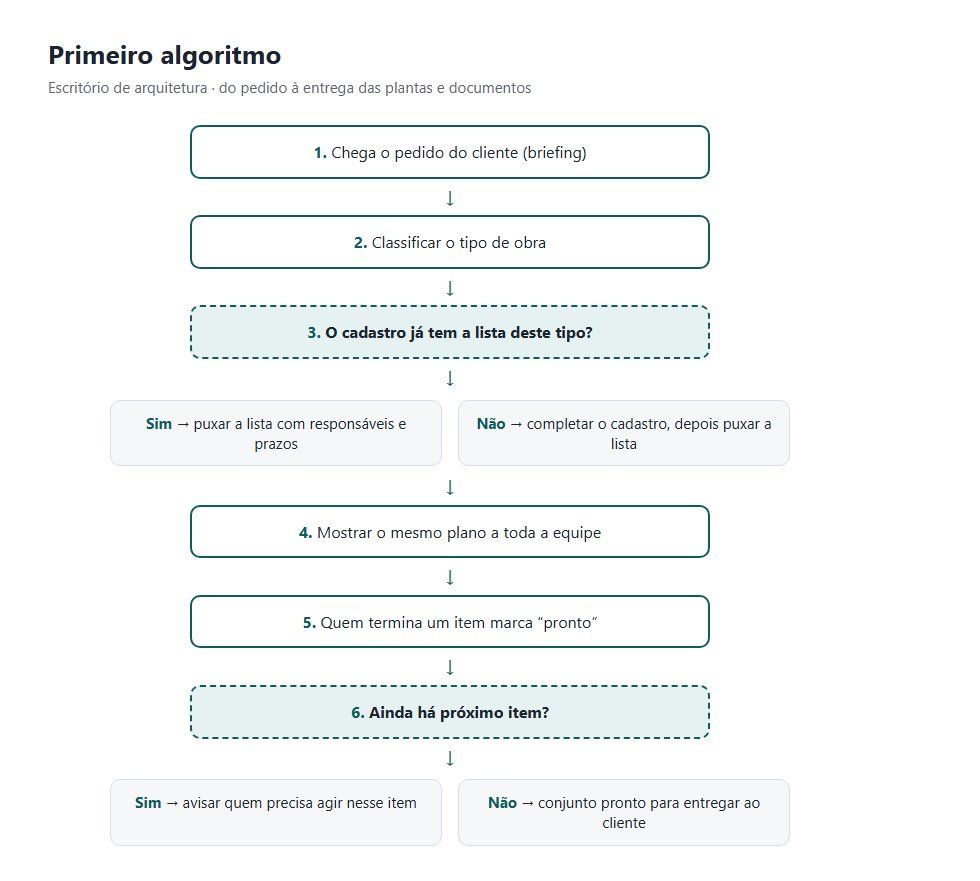 Primeiro algoritmo
Escritório de arquitetura · do pedido à entrega das plantas e documentos
1. Chega o pedido do cliente (briefing)
↓
2. Classificar o tipo de obra
↓
3. O cadastro já tem a lista deste tipo?
↓
Sim → puxar a lista com responsáveis e
prazos
Não → completar o cadastro, depois puxar a
lista
↓
4. Mostrar o mesmo plano a toda a equipe
↓
5. Quem termina um item marca “pronto”
↓
6. Ainda há próximo item?
↓
Sim → avisar quem precisa agir nesse item
Não → conjunto pronto para entregar ao
cliente